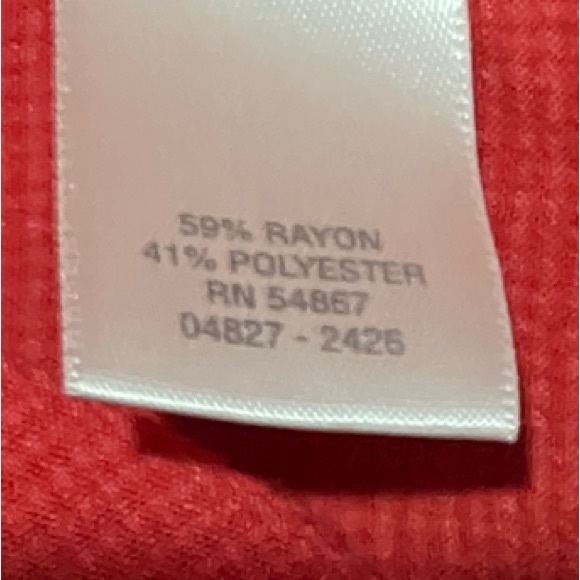 59% RAYON
41% POLYESTER
RN 54867
04827 - 2426